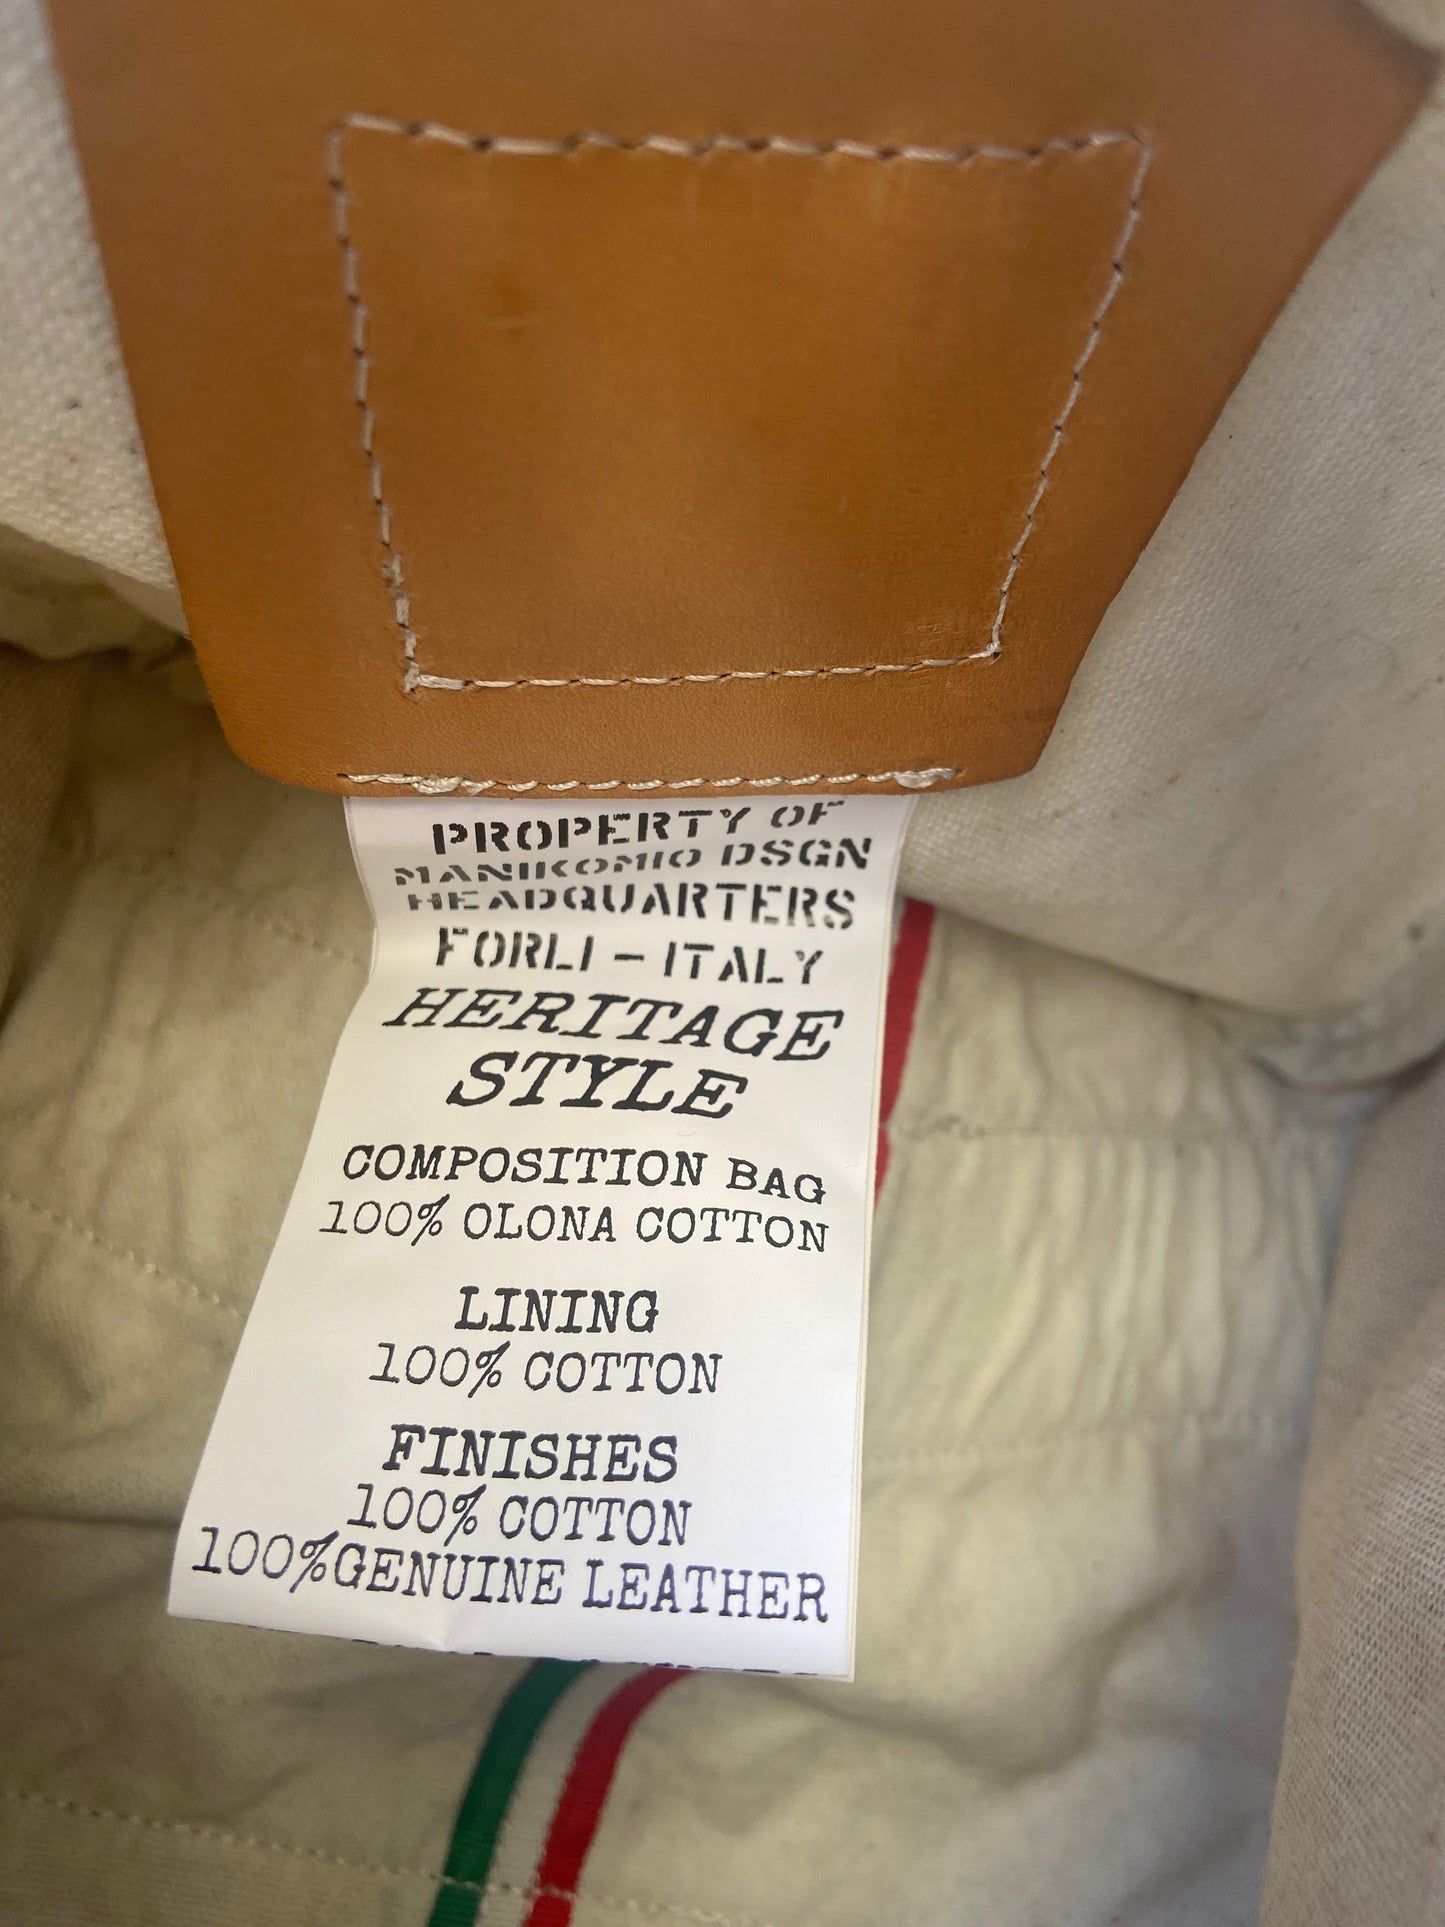 PROPERTY OF
MANIKOMIO DSGN
HEADQUARTERS
FORLI – ITALY
HERITAGE
STYLE
COMPOSITION BAG
100% OLONA COTTON
LINING
100% COTTON
FINISHES
100% COTTON
100%GENUINE LEATHER